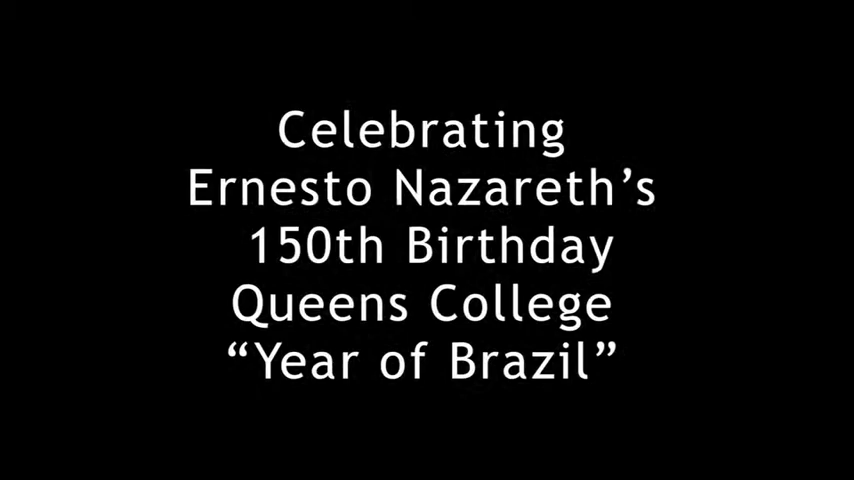 Celebrating
Ernesto Nazareth’s
150th Birthday
Queens College
“Year of Brazil”